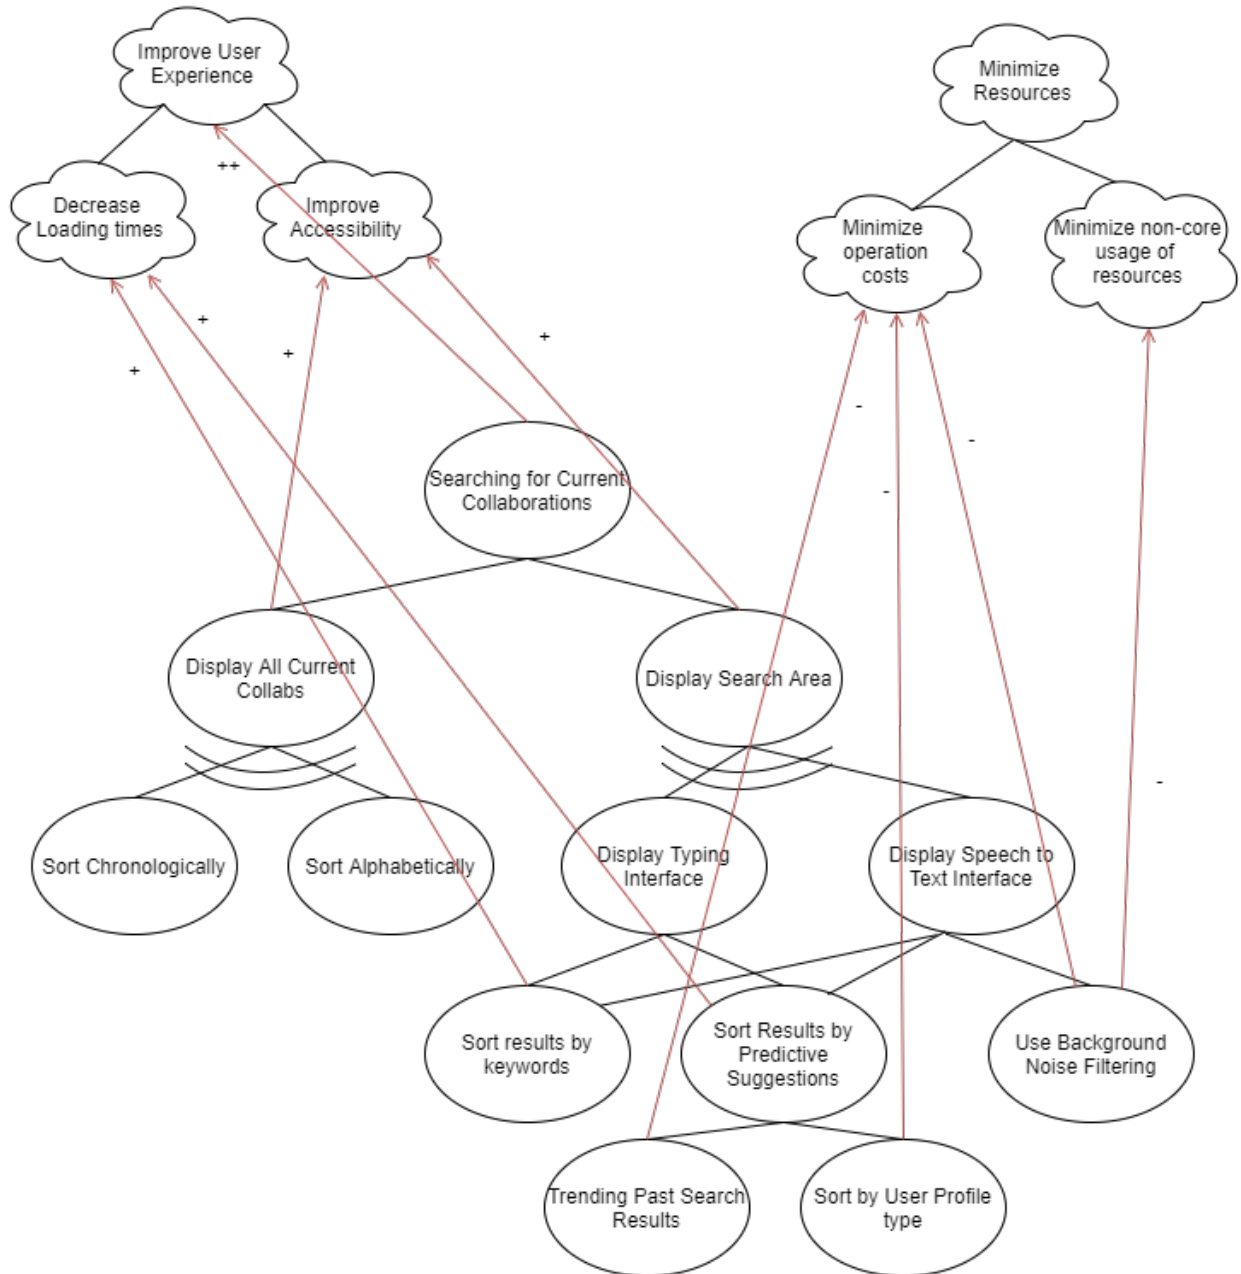 Improve User
Experience
Minimize
Resources
++
Decrease
Loading times
Improve
Accessibility
Minimize
operation
costs
Minimize non-core
usage of
resources
+
+
+
+
-
-
-
Searching for Current
Collaborations
Display All Current
Collabs
Display Search Area
-
Sort Chronologically
Sort Alphabetically
Display Typing
Interface
Display Speech to
Text Interface
Sort results by
keywords
Sort Results by
Predictive
Suggestions
Use Background
Noise Filtering
Trending Past Search
Results
Sort by User Profile
type